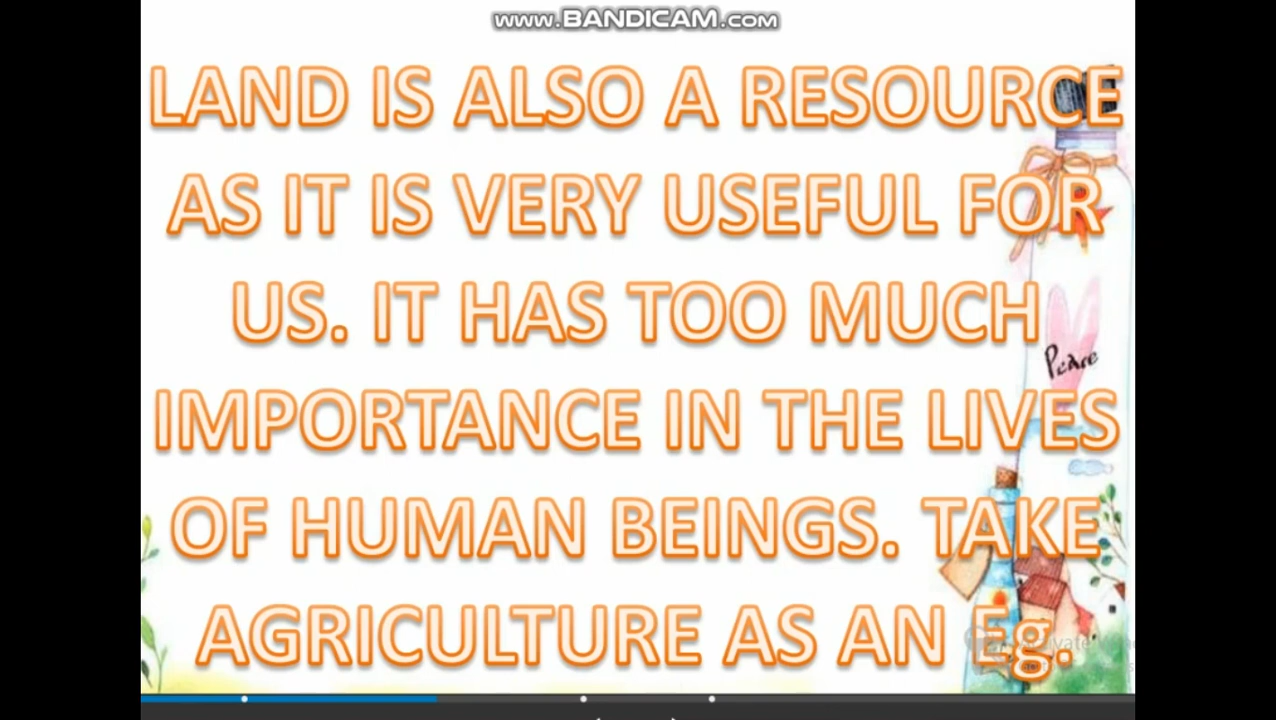 www.BANDICAM.com
LAND IS ALSO A RESOURCE
AS IT IS VERY USEFUL FOR
US. IT HAS TOO MUCH
IMPORTANCE IN THE LIVES
OF HUMAN BEINGS. TAKE
AGRICULTURE AS AN Eg.
Peace